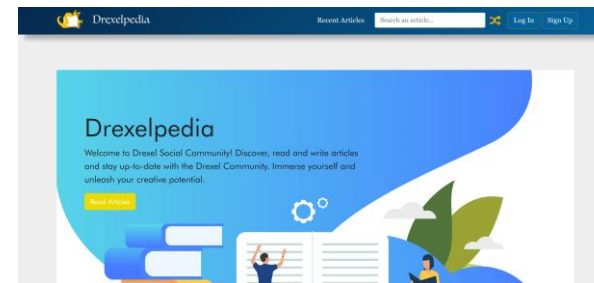 Drexelpedia
Recent Articles
Search an article...
Log In
Sign Up
Drexelpedia
Welcome to Drexel Social Community! Discover, read and write articles
and stay up-to-date with the Drexel Community. Immerse yourself and
unleash your creative potential.
Read Articles